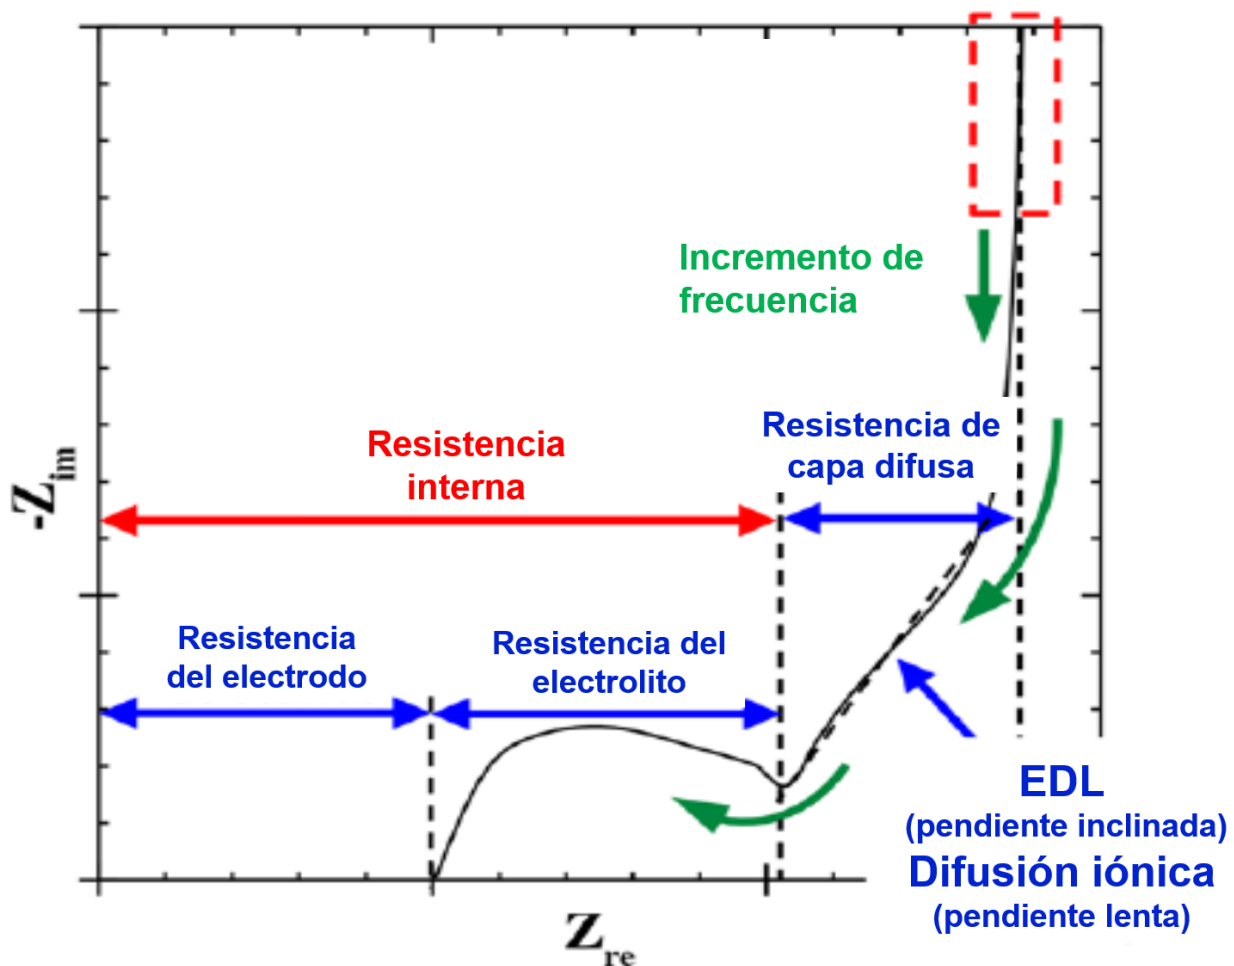 Incremento de
frecuencia
Resistencia de
capa difusa
Resistencia
interna
-Zim
Resistencia
del electrodo
Resistencia del
electrolito
EDL
(pendiente inclinada)
Difusión iónica
(pendiente lenta)
Zre